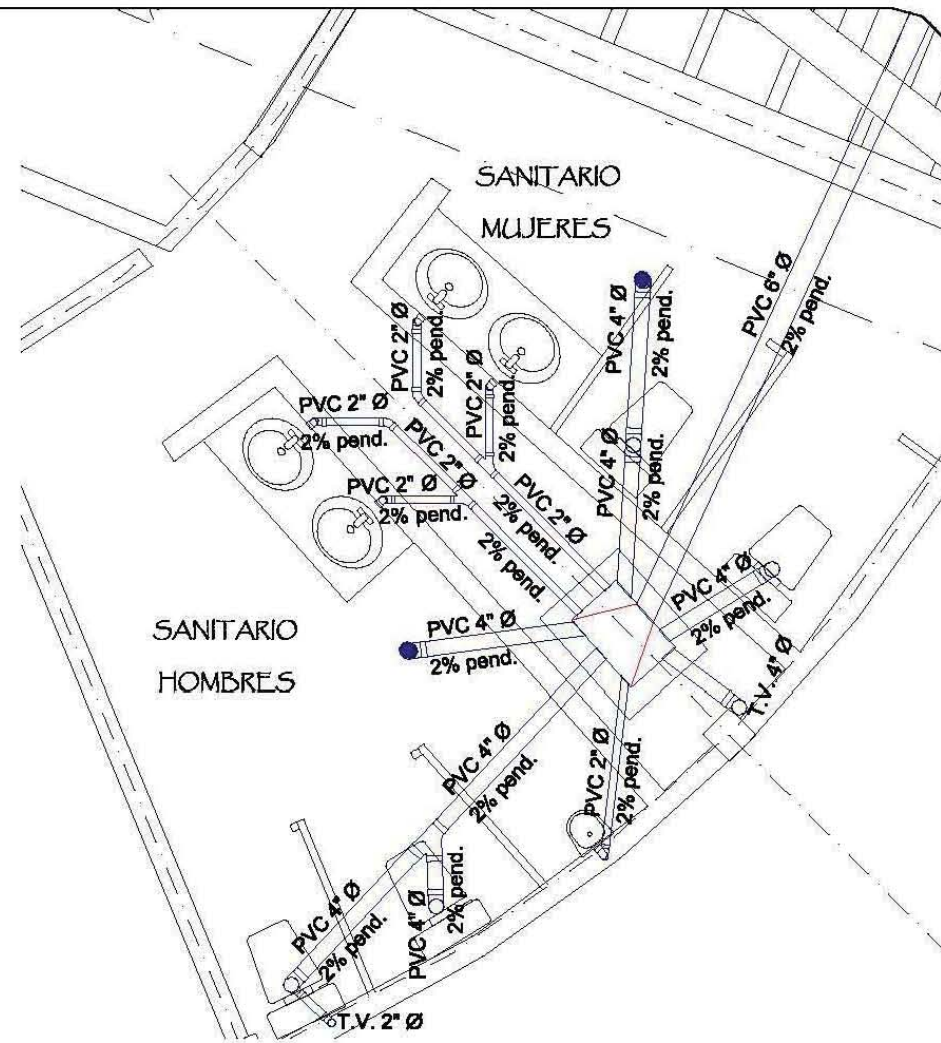 SANITARIO
MUJERES
PVC 6" Ø
2% pend.
PVC 4" Ø
2% pend.
PVC 2" Ø
2% pend.
PVC 2" Ø
2% pend.
PVC 2" Ø
2% pend.
PVC 4" Ø
2% pend.
PVC 2" Ø
2% pend.
PVC 2" Ø
2% pend.
PVC 2" Ø
2% pend.
PVC 4" Ø
2% pend.
SANITARIO
HOMBRES
PVC 4" Ø
2% pend.
T.V. 4" Ø
PVC 4" Ø
2% pend.
PVC 2" Ø
2% pend.
PVC 4" Ø
2% pend.
PVC 4" Ø
2% pend.
T.V. 2" Ø